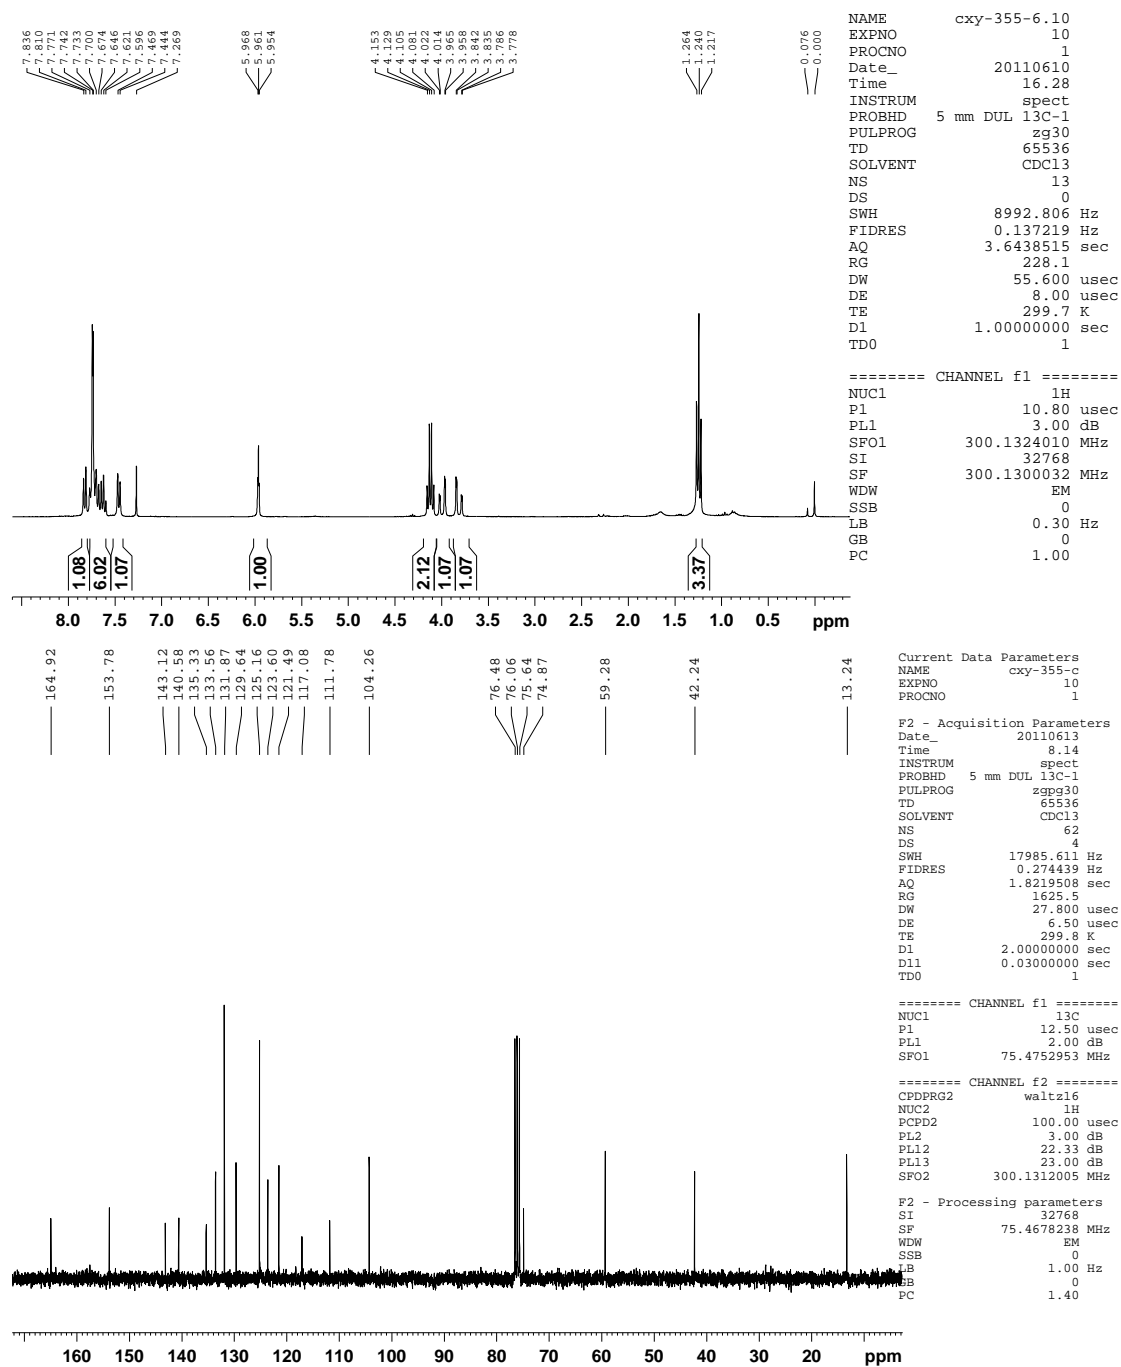 7.836
7.810
7.771
7.742
7.733
7.700
7.674
7.646
7.621
7.596
7.469
7.444
7.269
5.968
5.961
5.954
4.153
4.129
4.105
4.081
4.022
4.014
3.965
3.958
3.842
3.835
3.786
3.778
1.264
1.240
1.217
0.076
0.000
NAME cxy-355-6.10
EXPNO 10
PROCNO 1
Date_ 20110610
Time 16.28
INSTRUM spect
PROBHD 5 mm DUL 13C-1
PULPROG zg30
TD 65536
SOLVENT CDCl3
NS 13
DS 0
SWH 8992.806 Hz
FIDRES 0.137219 Hz
AQ 3.6438515 sec
RG 228.1
DW 55.600 usec
DE 8.00 usec
TE 299.7 K
D1 1.00000000 sec
TD0 1
======== CHANNEL f1 ========
NUC1 1H
P1 10.80 usec
PL1 3.00 dB
SFO1 300.1324010 MHz
SI 32768
SF 300.1300032 MHz
WDW EM
SSB 0
LB 0.30 Hz
GB 0
PC 1.00
1.08 6.02 1.07 1.00 2.12 1.07 1.07 3.37
8.0 7.5 7.0 6.5 6.0 5.5 5.0 4.5 4.0 3.5 3.0 2.5 2.0 1.5 1.0 0.5 ppm
164.92
153.78
143.12
140.58
135.33
133.56
131.87
129.64
125.16
123.60
121.49
117.08
111.78
104.26
76.48
76.06
75.64
74.87
59.28
42.24
13.24
Current Data Parameters
NAME cxy-355-c
EXPNO 10
PROCNO 1
F2 - Acquisition Parameters
Date_ 20110613
Time 8.14
INSTRUM spect
PROBHD 5 mm DUL 13C-1
PULPROG zgpg30
TD 65536
SOLVENT CDCl3
NS 62
DS 4
SWH 17985.611 Hz
FIDRES 0.274439 Hz
AQ 1.8219508 sec
RG 1625.5
DW 27.800 usec
DE 6.50 usec
TE 299.8 K
D1 2.00000000 sec
D11 0.03000000 sec
TD0 1
======== CHANNEL f1 ========
NUC1 13C
P1 12.50 usec
PL1 2.00 dB
SFO1 75.4752953 MHz
======== CHANNEL f2 ========
CPDPRG2 waltz16
NUC2 1H
PCPD2 100.00 usec
PL2 3.00 dB
PL12 22.33 dB
PL13 23.00 dB
SFO2 300.1312005 MHz
F2 - Processing parameters
SI 32768
SF 75.4678238 MHz
WDW EM
SSB 0
LB 1.00 Hz
GB 0
PC 1.40
160 150 140 130 120 110 100 90 80 70 60 50 40 30 20 ppm